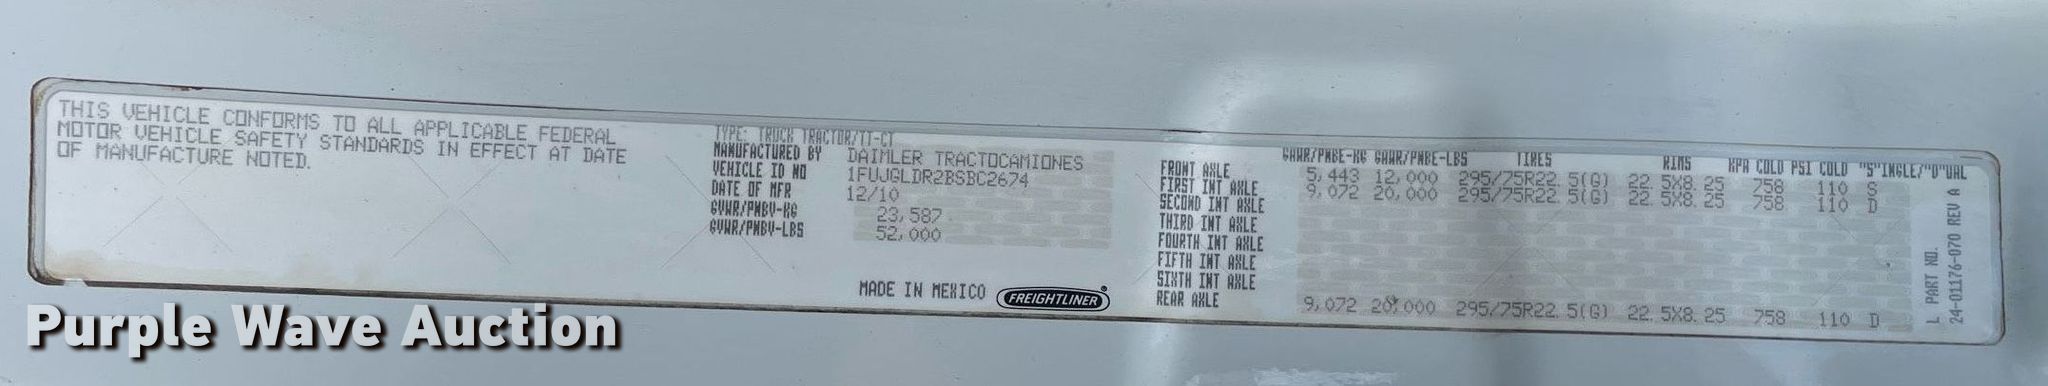 THIS VEHICLE CONFORMS TO ALL APPLICABLE FEDERAL
MOTOR VEHICLE SAFETY STANDARDS IN EFFECT AT DATE
OF MANUFACTURE NOTED.
TYPE: TRUCK TRACTOR/TT-CT
MANUFACTURED BY DAIMLER TRACTOCAMIONES
VEHICLE ID NO 1FUJGLDR2BSBC2674
DATE OF MFR 12/10
GVWR/PNBV-KG 23,587
GVWR/PNBV-LBS 52,000
MADE IN MEXICO FREIGHTLINER®
GAWR/PNBE-KG GAWR/PNBE-LBS TIRES RIMS KPA COLD PSI COLD "S"INGLE/"D"UAL
FRONT AXLE 5,443 12,000 295/75R22.5(G) 22.5X8.25 758 110 S
FIRST INT AXLE 9,072 20,000 295/75R22.5(G) 22.5X8.25 758 110 D
SECOND INT AXLE
THIRD INT AXLE
FOURTH INT AXLE
FIFTH INT AXLE
SIXTH INT AXLE
REAR AXLE 9,072 20,000 295/75R22.5(G) 22.5X8.25 758 110 D
L PART NO.
24-01176-070 REV A
Purple Wave Auction